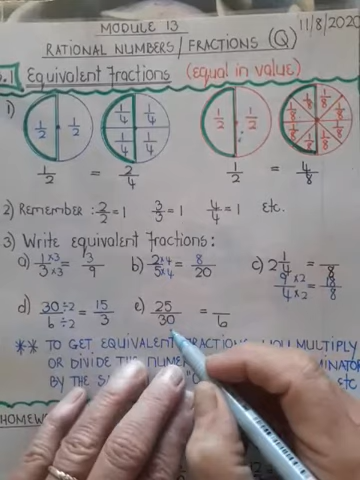 MODULE 13
11/8/2020
RATIONAL NUMBERS/FRACTIONS (Q)
Equivalent fractions (equal in value)
1) 1/2 1/2 1/4 1/4 1/4 1/4 1/2 1/2 1/8 1/8 1/8 1/8 1/8 1/8 1/8 1/8
1/2 = 2/4 1/2 = 4/8
2) Remember: 2/2 = 1 3/3 = 1 4/4 = 1 Etc.
3) Write equivalent fractions:
a) 1×3/3×3 = 3/9 b) 2×4/5×4 = 8/20 c) 2 1/4 = /8
9×2/4×2 = 18/8
d) 30÷2/6÷2 = 15/3 e) 25/30 = /6
** TO GET EQUIVALENT FRACTIONS, YOU MULTIPLY
OR DIVIDE THE
BY THE etc